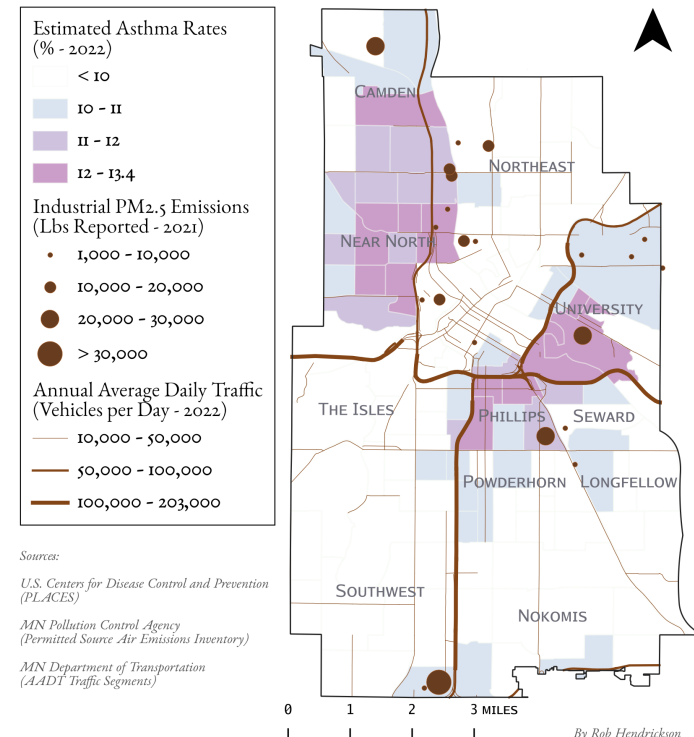 Estimated Asthma Rates
(% - 2022)
< 10
10 - 11
11 - 12
12 - 13.4
Industrial PM2.5 Emissions
(Lbs Reported - 2021)
1,000 - 10,000
10,000 - 20,000
20,000 - 30,000
> 30,000
Annual Average Daily Traffic
(Vehicles per Day - 2022)
10,000 - 50,000
50,000 - 100,000
100,000 - 203,000
Sources:
U.S. Centers for Disease Control and Prevention
(PLACES)
MN Pollution Control Agency
(Permitted Source Air Emissions Inventory)
MN Department of Transportation
(AADT Traffic Segments)
CAMDEN
NORTHEAST
NEAR NORTH
UNIVERSITY
THE ISLES
PHILLIPS
SEWARD
POWDERHORN
LONGFELLOW
SOUTHWEST
NOKOMIS
0 1 2 3 MILES
By Rob Hendrickson